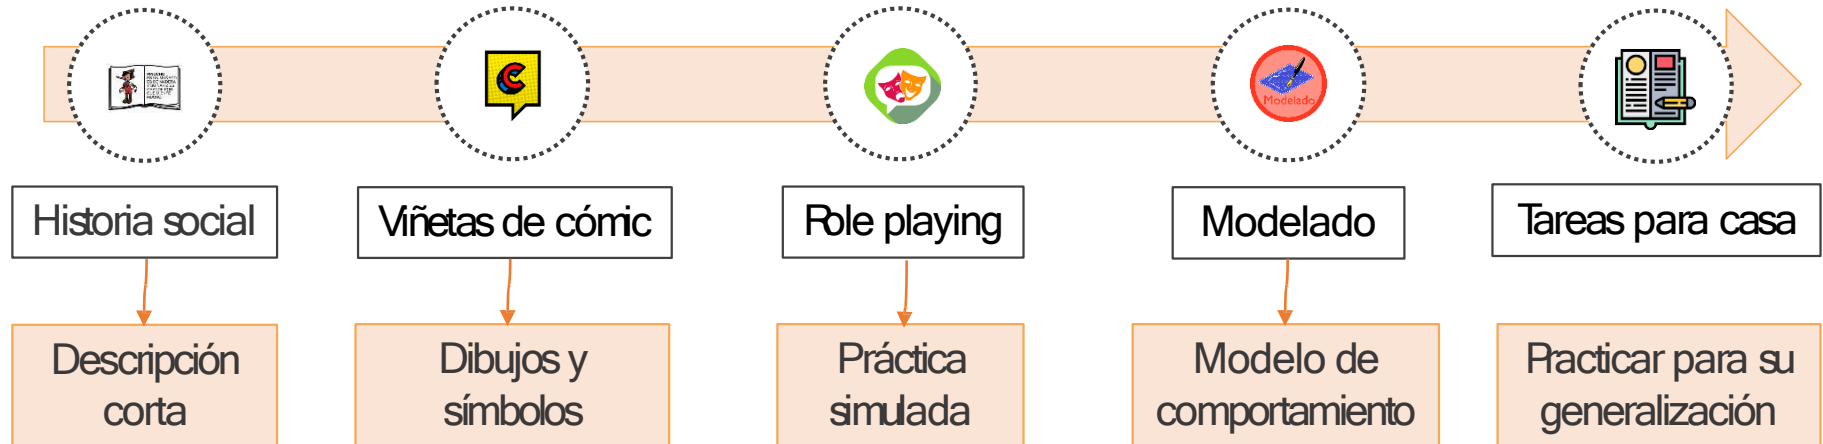 C
Modelado
Historia social
Viñetas de cómic
Role playing
Modelado
Tareas para casa
Descripción
corta
Dibujos y
símbolos
Práctica
simulada
Modelo de
comportamiento
Practicar para su
generalización